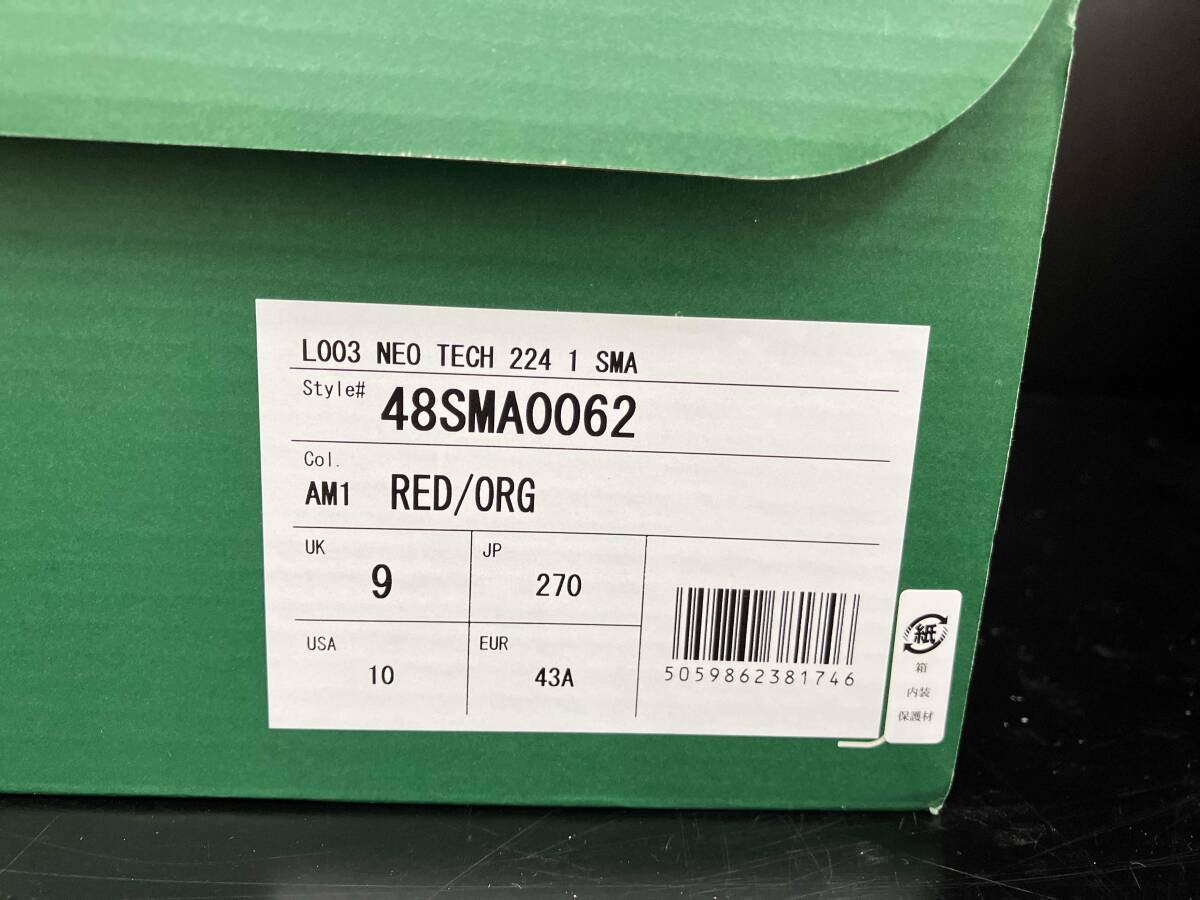 L003 NEO TECH 224 1 SMA
Style# 48SMA0062
Col.
AM1 RED/ORG
UK JP
9 270
USA EUR
10 43A
5059862381746
紙
箱
内装
保護材